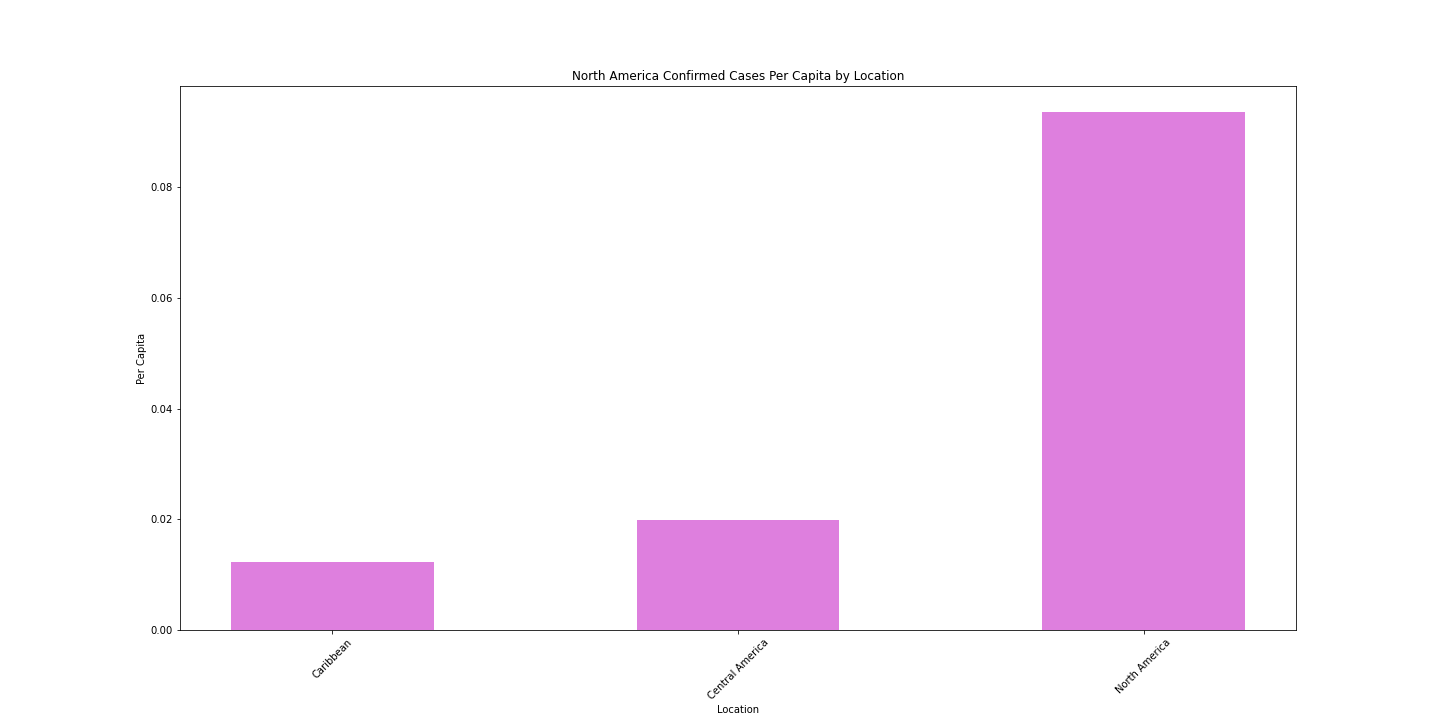 North America Confirmed Cases Per Capita by Location
0.08
0.06
0.04
0.02
0.00
Per Capita
Caribbean
Central America
North America
Location